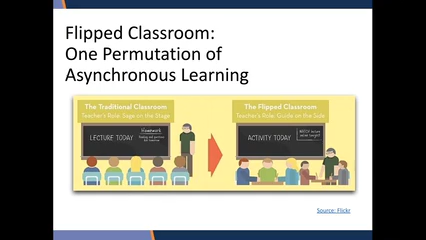 Flipped Classroom:
One Permutation of
Asynchronous Learning
The Traditional Classroom
Teacher's Role: Sage on the Stage
The Flipped Classroom
Teacher's Role: Guide on the Side
LECTURE TODAY
Homework
ACTIVITY TODAY
Source: Flickr